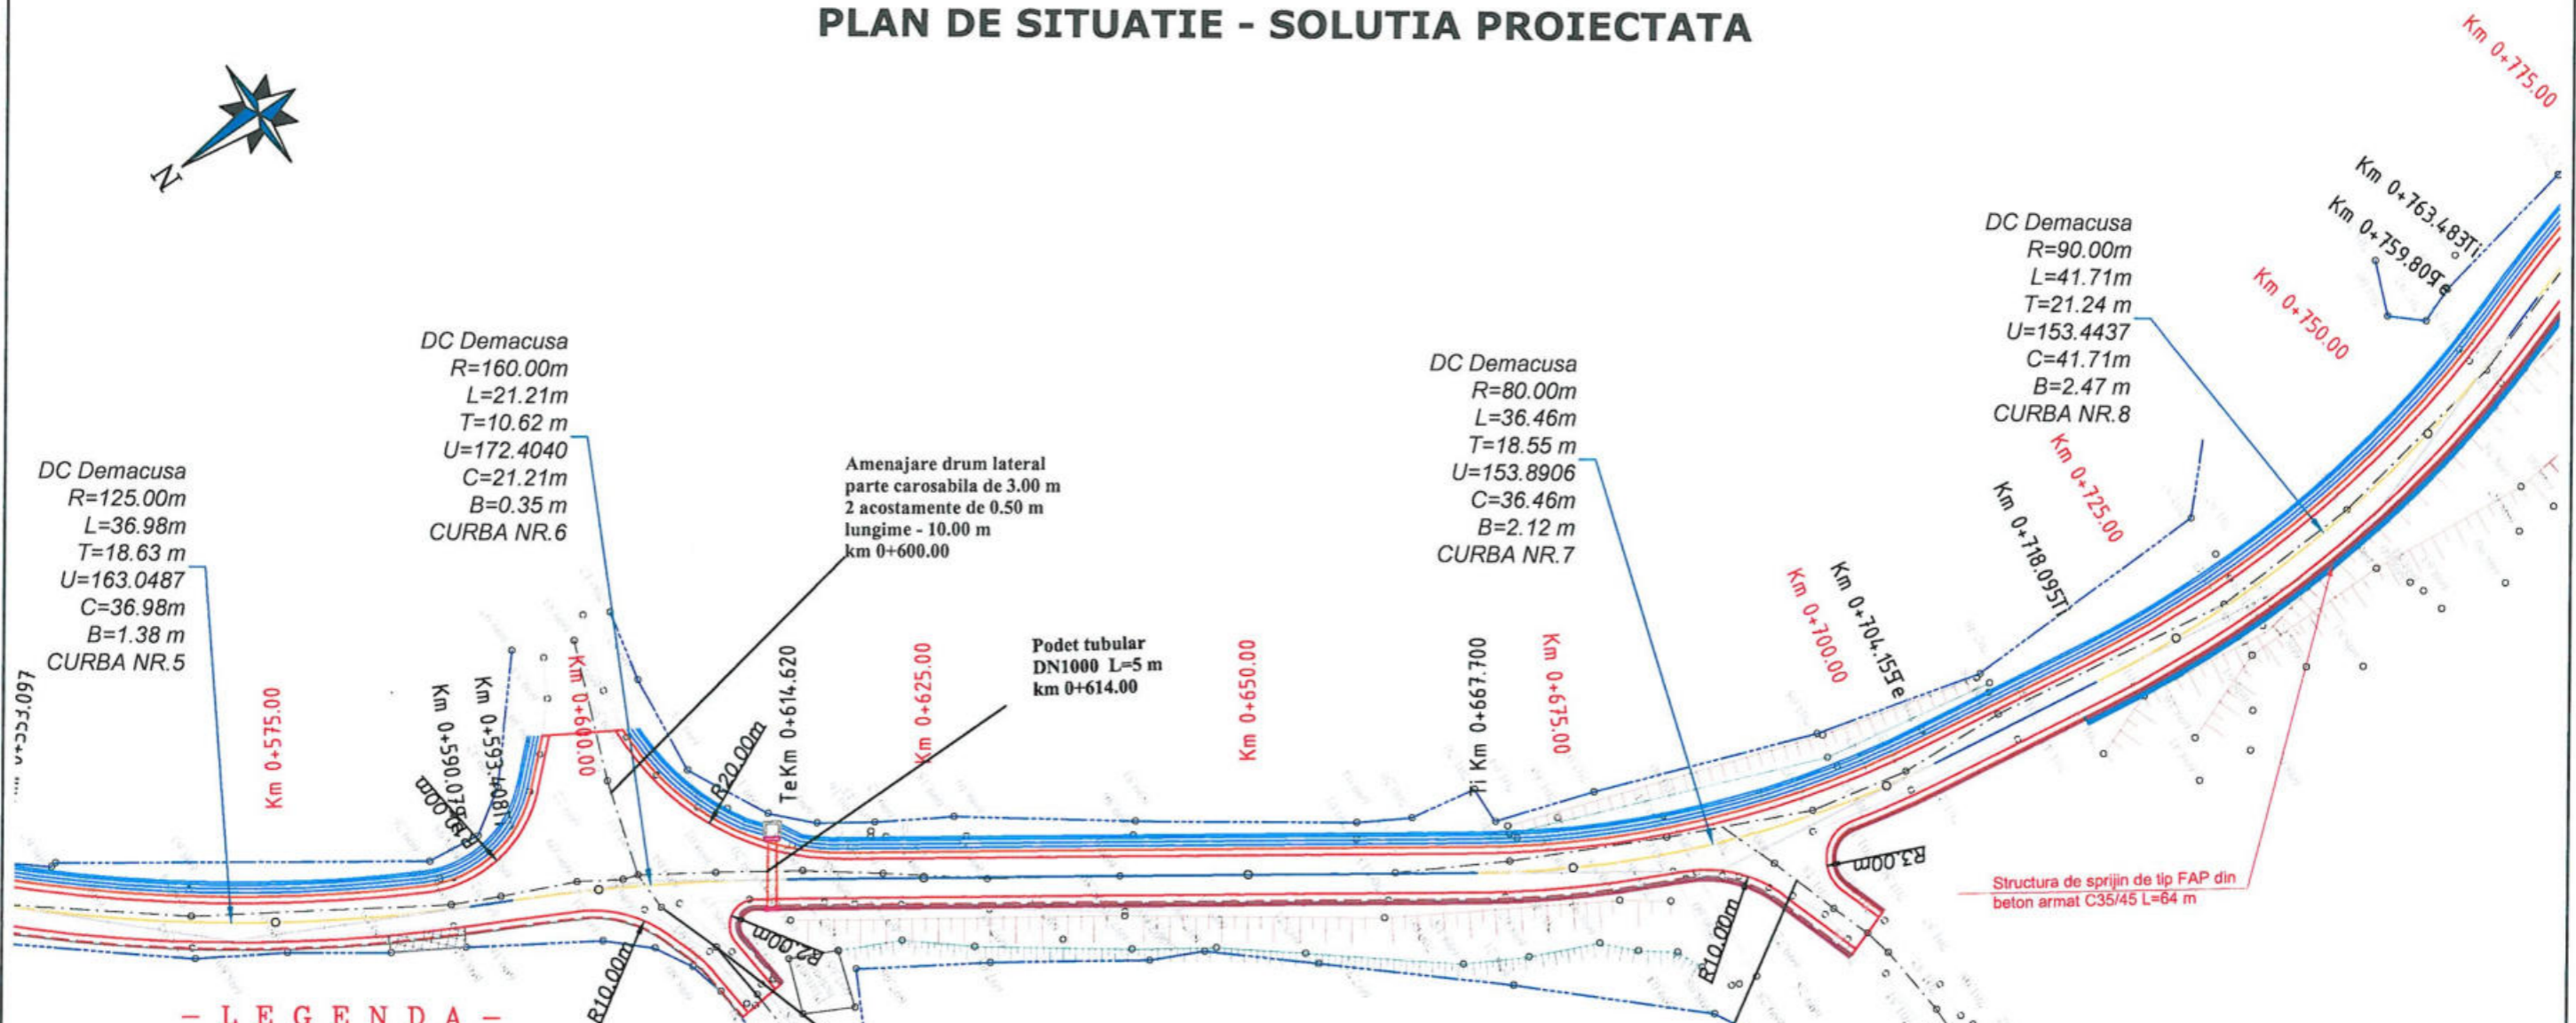 PLAN DE SITUATIE - SOLUTIA PROIECTATA
N
DC Demacusa
R=125.00m
L=36.98m
T=18.63 m
U=163.0487
C=36.98m
B=1.38 m
CURBA NR.5
DC Demacusa
R=160.00m
L=21.21m
T=10.62 m
U=172.4040
C=21.21m
B=0.35 m
CURBA NR.6
Amenajare drum lateral
parte carosabila de 3.00 m
2 acostamente de 0.50 m
lungime - 10.00 m
km 0+600.00
Podet tubular
DN1000 L=5 m
km 0+614.00
DC Demacusa
R=80.00m
L=36.46m
T=18.55 m
U=153.8906
C=36.46m
B=2.12 m
CURBA NR.7
DC Demacusa
R=90.00m
L=41.71m
T=21.24 m
U=153.4437
C=41.71m
B=2.47 m
CURBA NR.8
Km 0+575.00
Km 0+590.079Te
Km 0+593.408Ti
Km 0+600.00
TeKm 0+614.620
Km 0+625.00
Km 0+650.00
Ti Km 0+667.700
Km 0+675.00
Km 0+700.00
Km 0+704.159Te
Km 0+718.095Ti
Km 0+725.00
Km 0+750.00
Km 0+759.809Te
Km 0+763.483Ti
Km 0+775.00
R20.00m
R10.00m
R2.00m
R10.00m
R3.00m
Structura de sprijin de tip FAP din
beton armat C35/45 L=64 m
- L E G E N D A -